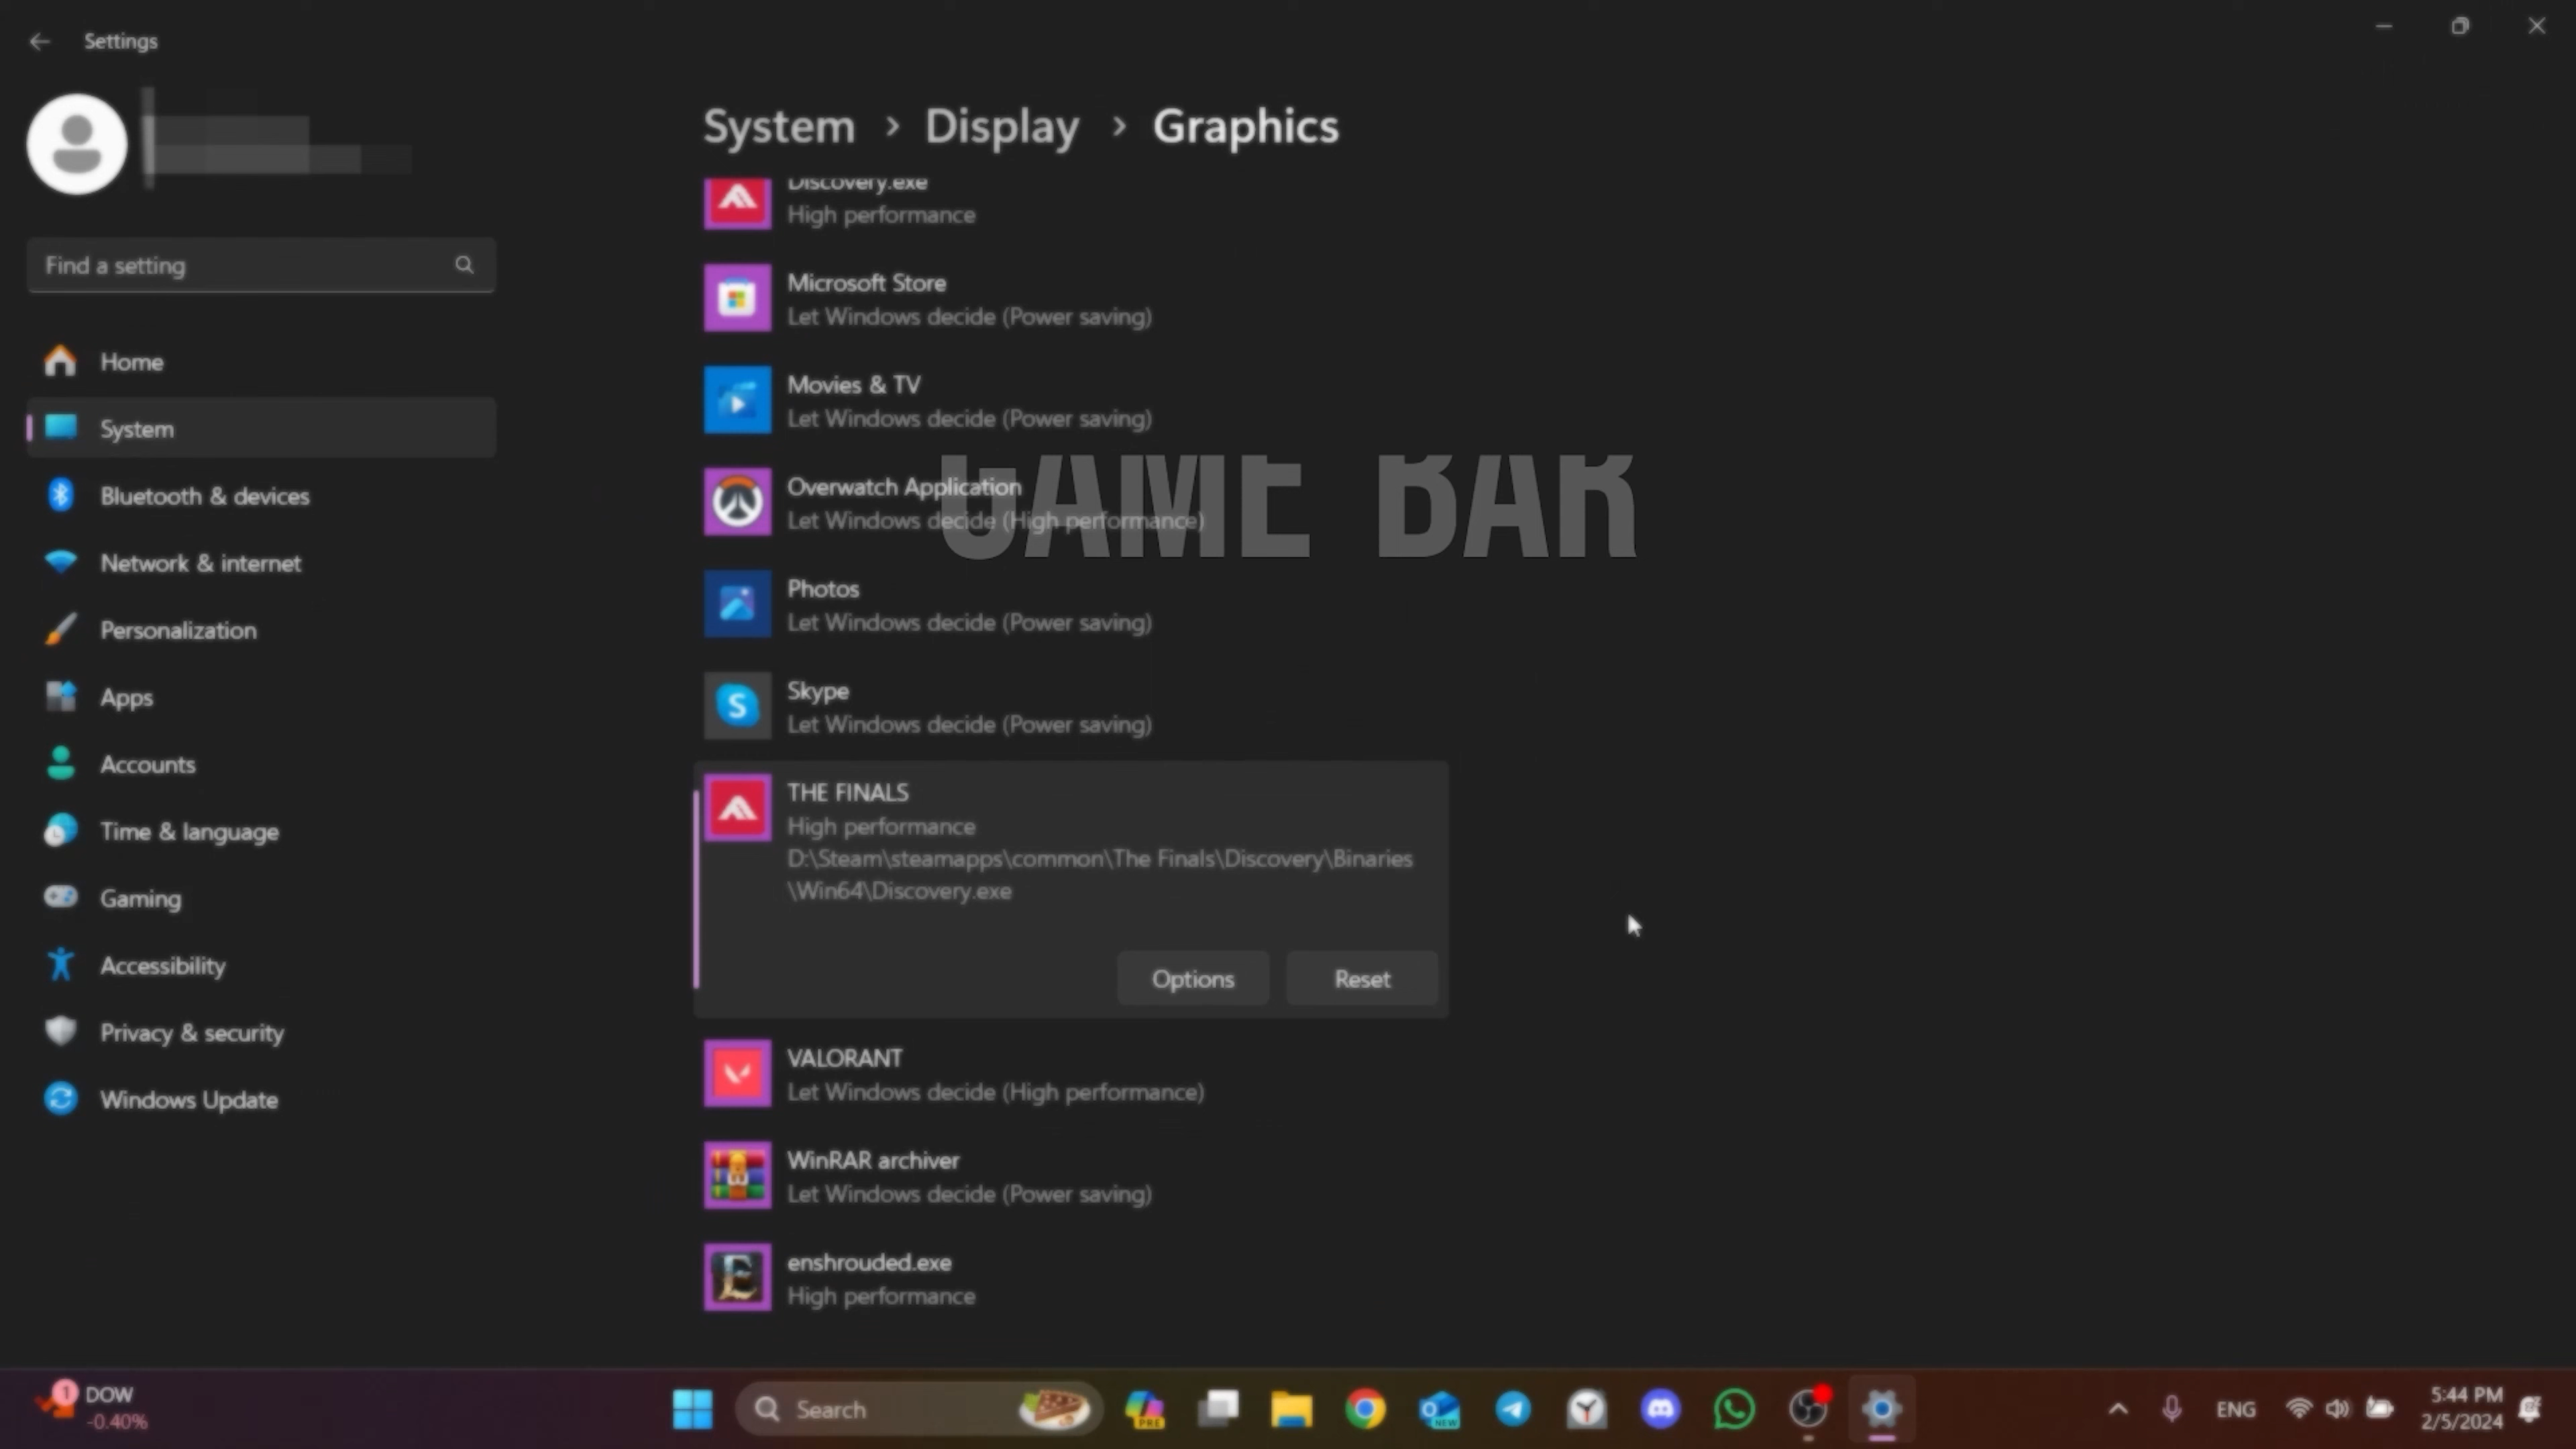 Settings
Find a setting
Home
System
Bluetooth & devices
Network & internet
Personalization
Apps
Accounts
Time & language
Gaming
Accessibility
Privacy & security
Windows Update
System > Display > Graphics
Discovery.exe
High performance
Microsoft Store
Let Windows decide (Power saving)
Movies & TV
Let Windows decide (Power saving)
GAME BAR
Overwatch Application
Let Windows decide (High performance)
Photos
Let Windows decide (Power saving)
Skype
Let Windows decide (Power saving)
THE FINALS
High performance
D:\Steam\steamapps\common\The Finals\Discovery\Binaries
\Win64\Discovery.exe
Options
Reset
VALORANT
Let Windows decide (High performance)
WinRAR archiver
Let Windows decide (Power saving)
enshrouded.exe
High performance
1
DOW
-0.40%
Search
PRE
NEW
ENG
5:44 PM
2/5/2024